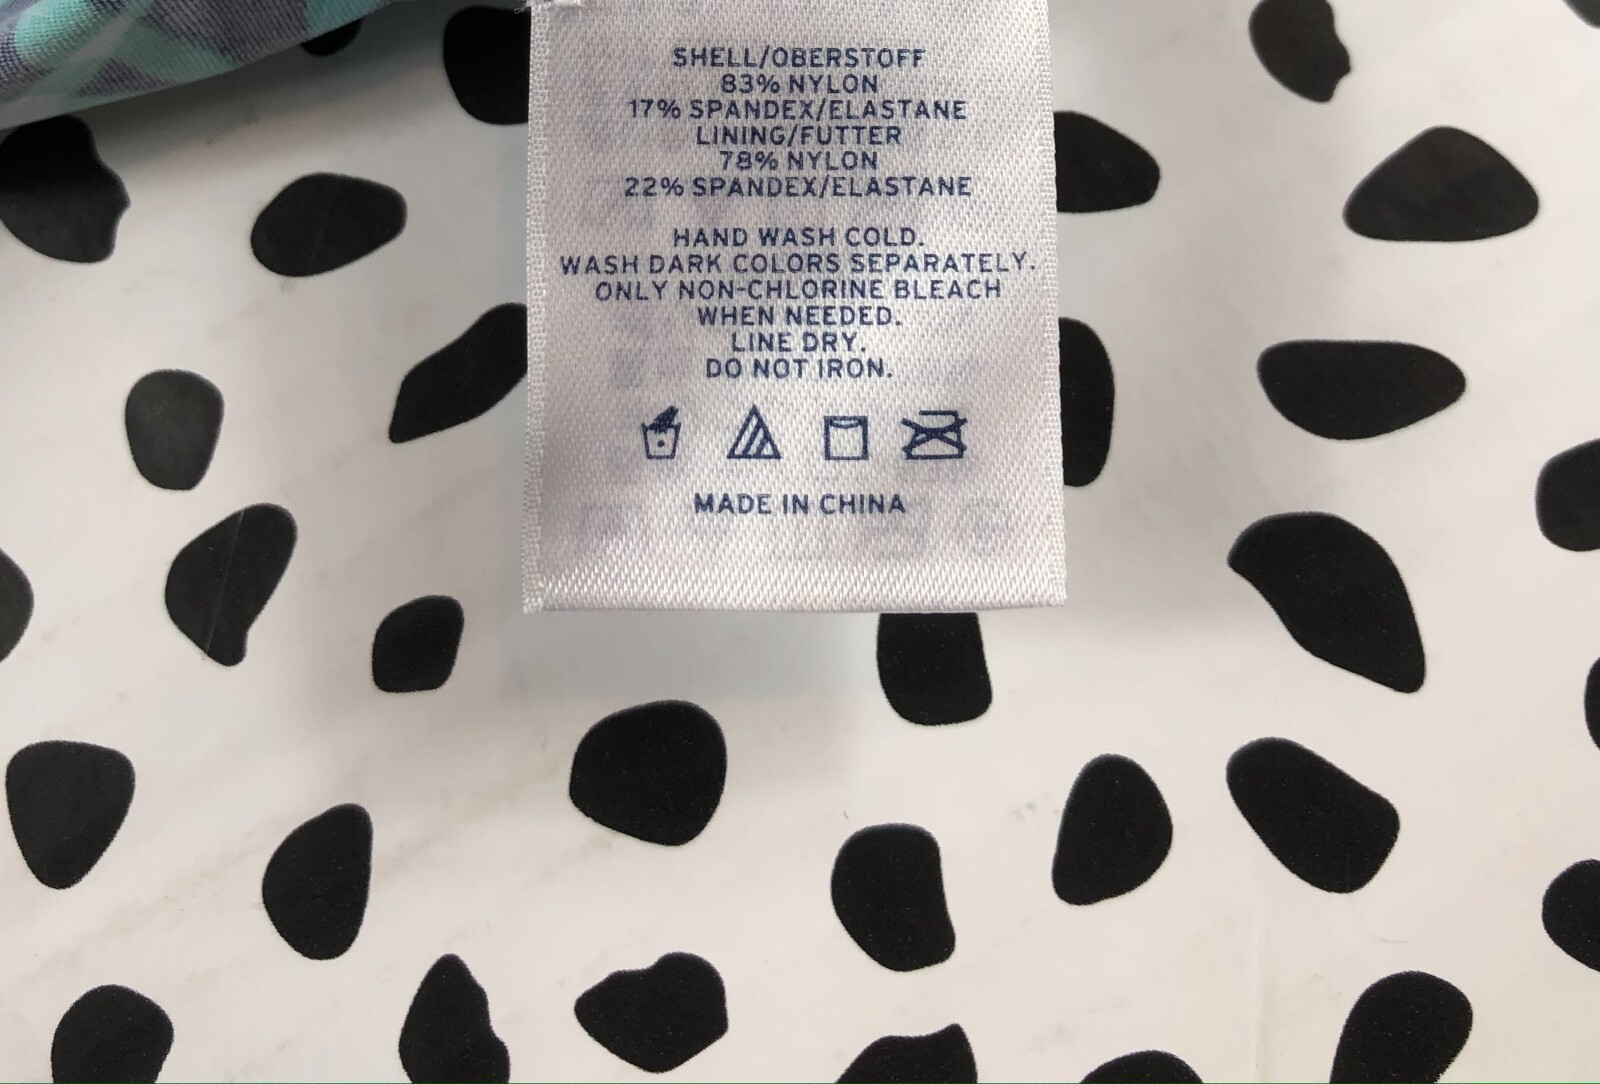 SHELL/OBERSTOFF
83% NYLON
17% SPANDEX/ELASTANE
LINING/FUTTER
78% NYLON
22% SPANDEX/ELASTANE
HAND WASH COLD.
WASH DARK COLORS SEPARATELY.
ONLY NON-CHLORINE BLEACH
WHEN NEEDED.
LINE DRY.
DO NOT IRON.
MADE IN CHINA